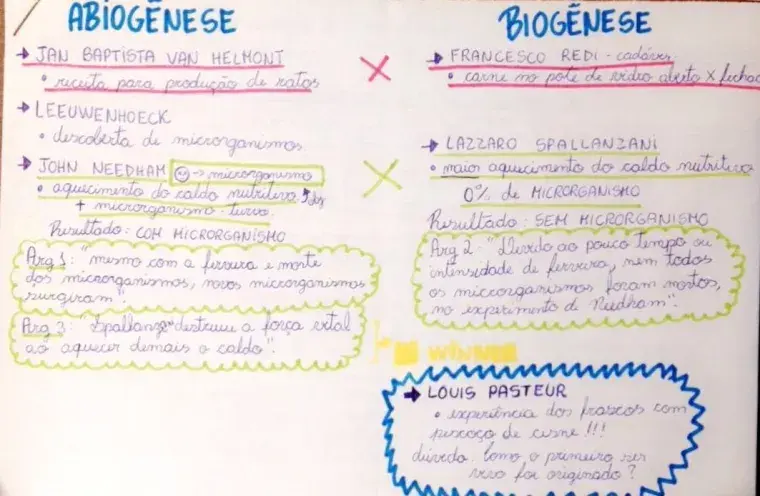 ABIOGÊNESE
→ JAN BAPTISTA VAN HELMONT
• receita para produção de ratos
→ LEEUWENHOECK
• descoberta de microrganismos
→ JOHN NEEDHAM → microrganismo
• aquecimento do caldo nutritivo
+ microrganismo - turvo.
Resultado: COM MICRORGANISMO
Arg 1: "mesmo com a fervura e morte
dos microrganismos, novos microrganismos
surgiram".
Arg 3: " destruiu a força vital
ao aquecer demais o caldo".
X
X
BIOGÊNESE
→ FRANCESCO REDI - cadáver
• carne no pote de vidro aberto X fechado
→ LAZZARO SPALLANZANI
• maior aquecimento do caldo nutritivo
0% de MICRORGANISMO
Resultado: SEM MICRORGANISMO
Arg 2 - "Devido ao pouco tempo ou
intensidade de fervura, nem todos
os microrganismos foram mortos,
no experimento de Needham".
WINNER
→ LOUIS PASTEUR
• experiência dos frascos com
pescoço de cisne !!!
dúvida. Como o primeiro ser
vivo foi originado?